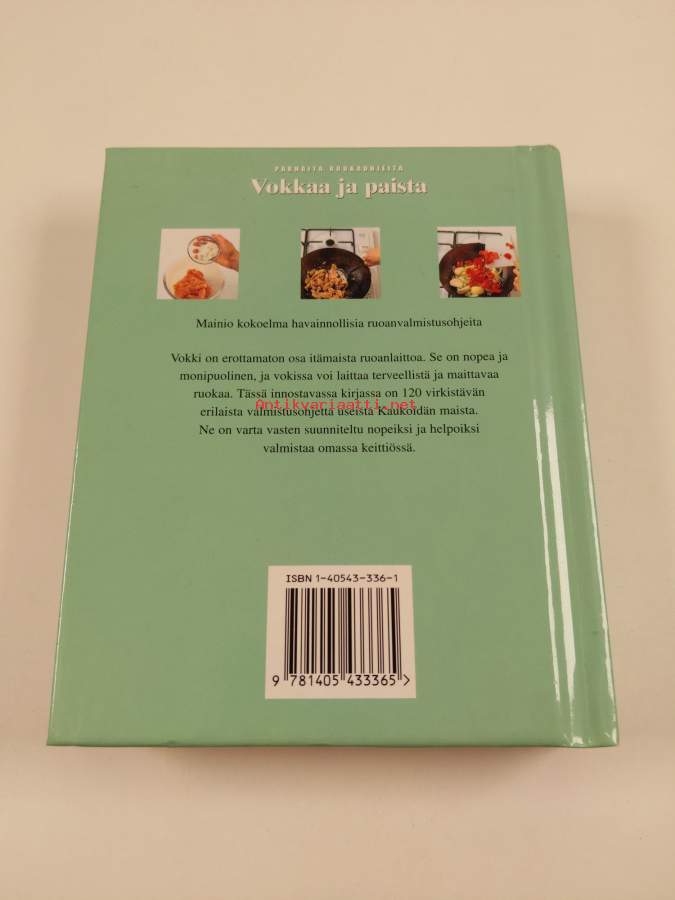 PARHAITA RUOKAOHJEITA
Vokkaa ja paista
Mainio kokoelma havainnollisia ruoanvalmistusohjeita
Vokki on erottamaton osa itämaista ruoanlaittoa. Se on nopea ja
monipuolinen, ja vokissa voi laittaa terveellistä ja maittavaa
ruokaa. Tässä innostavassa kirjassa on 120 virkistävän
Antikvariaatti.net
erilaista valmistusohjetta useista Kaukoidän maista.
Ne on varta vasten suunniteltu nopeiksi ja helpoiksi
valmistaa omassa keittiössä.
ISBN 1-40543-336-1
9 781405 433365 >